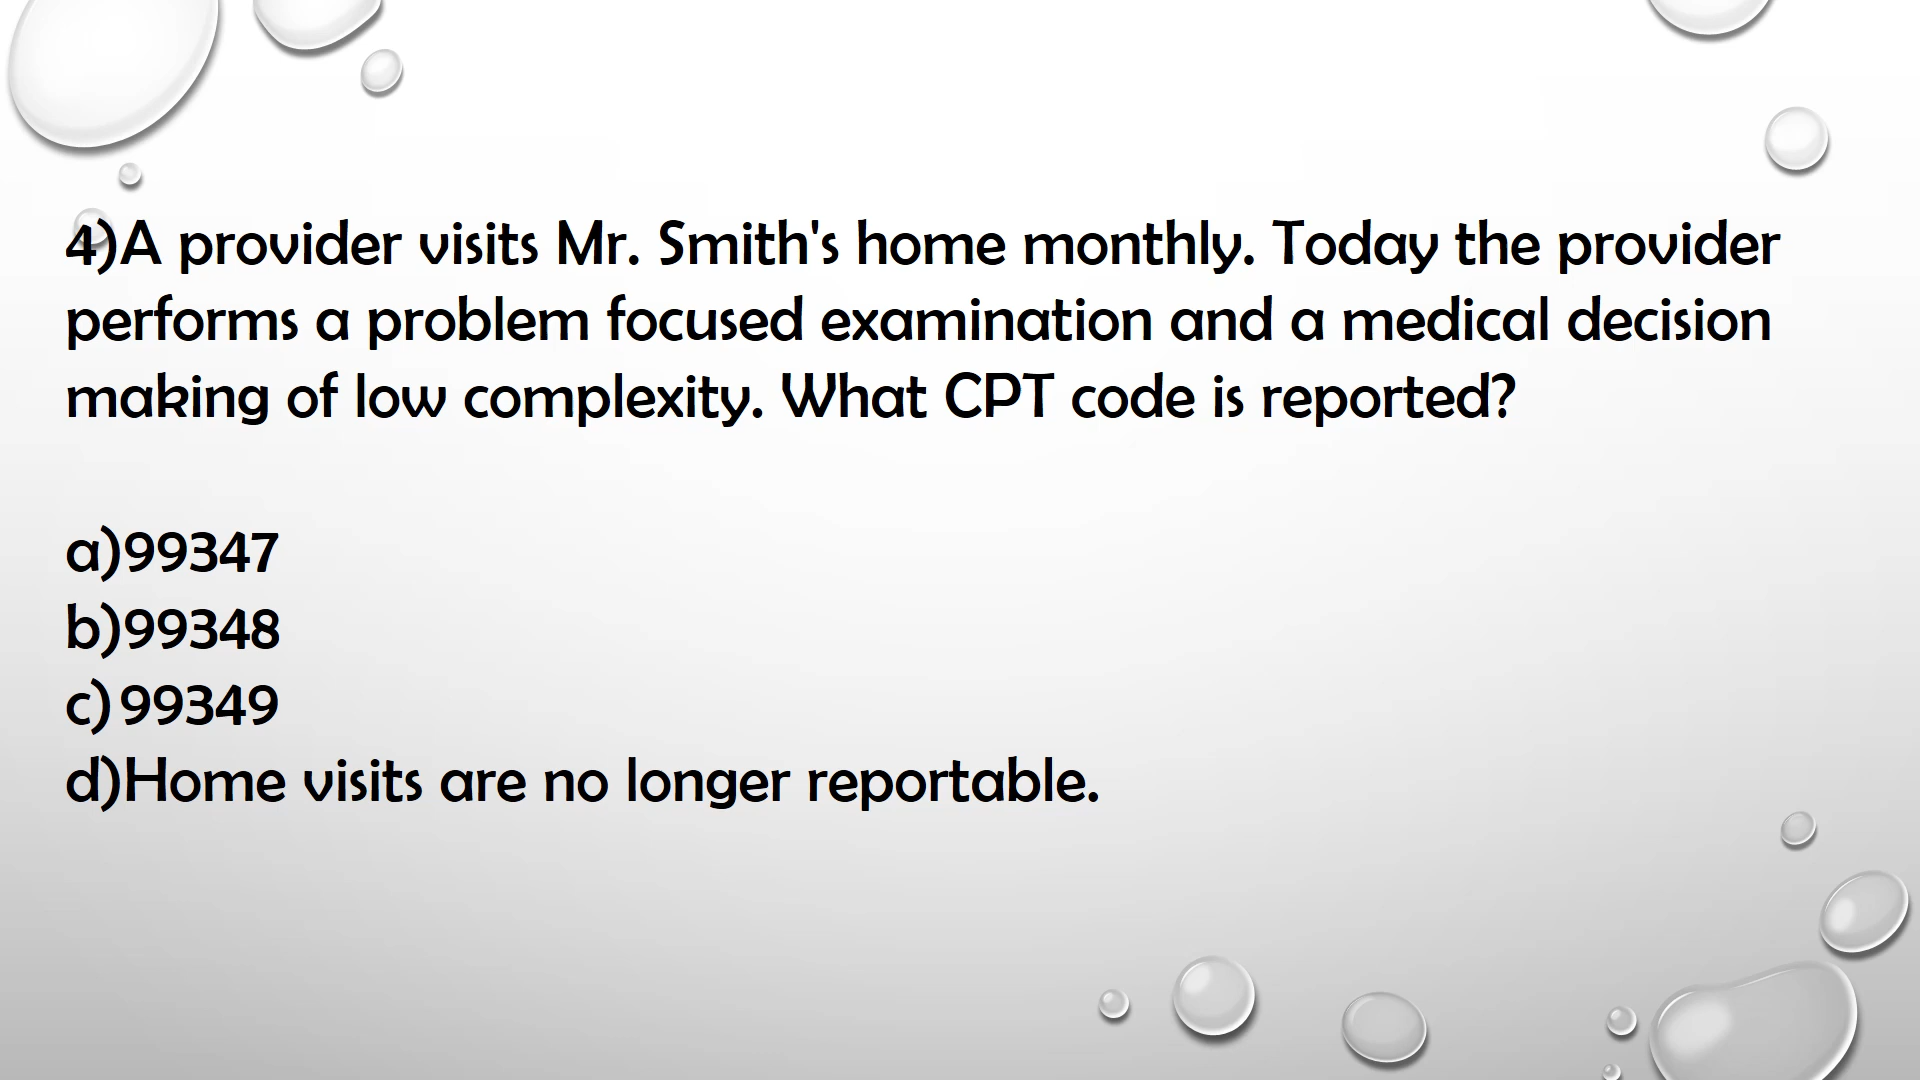 4)A provider visits Mr. Smith's home monthly. Today the provider
performs a problem focused examination and a medical decision
making of low complexity. What CPT code is reported?
a)99347
b)99348
c)99349
d)Home visits are no longer reportable.